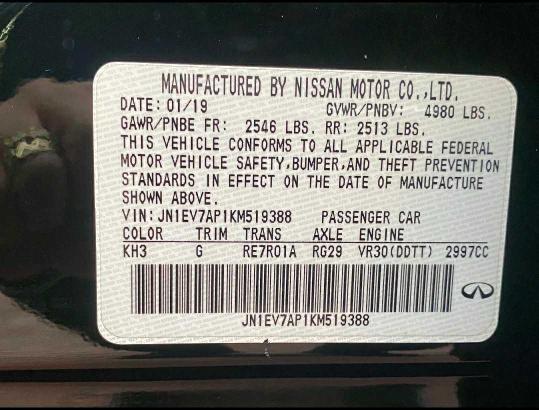 MANUFACTURED BY NISSAN MOTOR CO.,LTD.
DATE: 01/19 GVWR/PNBV: 4980 LBS.
GAWR/PNBE FR: 2546 LBS. RR: 2513 LBS.
THIS VEHICLE CONFORMS TO ALL APPLICABLE FEDERAL
MOTOR VEHICLE SAFETY,BUMPER,AND THEFT PREVENTION
STANDARDS IN EFFECT ON THE DATE OF MANUFACTURE
SHOWN ABOVE.
VIN:JN1EV7AP1KM519388 PASSENGER CAR
COLOR TRIM TRANS AXLE ENGINE
KH3 G RE7R01A RG29 VR30(DDTT) 2997CC
JN1EV7AP1KM519388